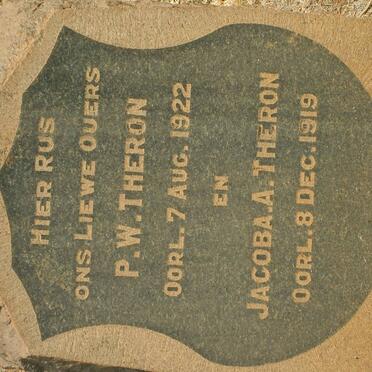 HIER RUS
ONS LIEWE OUERS
P.W. THERON
OORL. 7 AUG. 1922
EN
JACOBA.A. THERON
OORL. 8 DEC. 1919